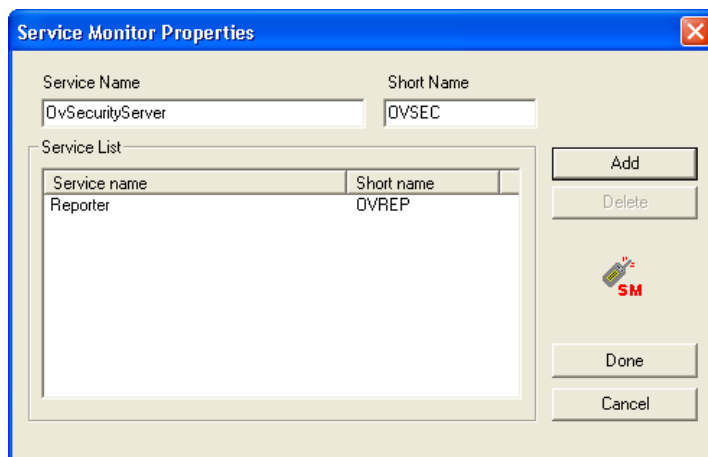 Service Monitor Properties
Service Name Short Name
OvSecurityServer OVSEC
Service List
Add
Service name Short name
Delete
Reporter OVREP
SM
Done
Cancel